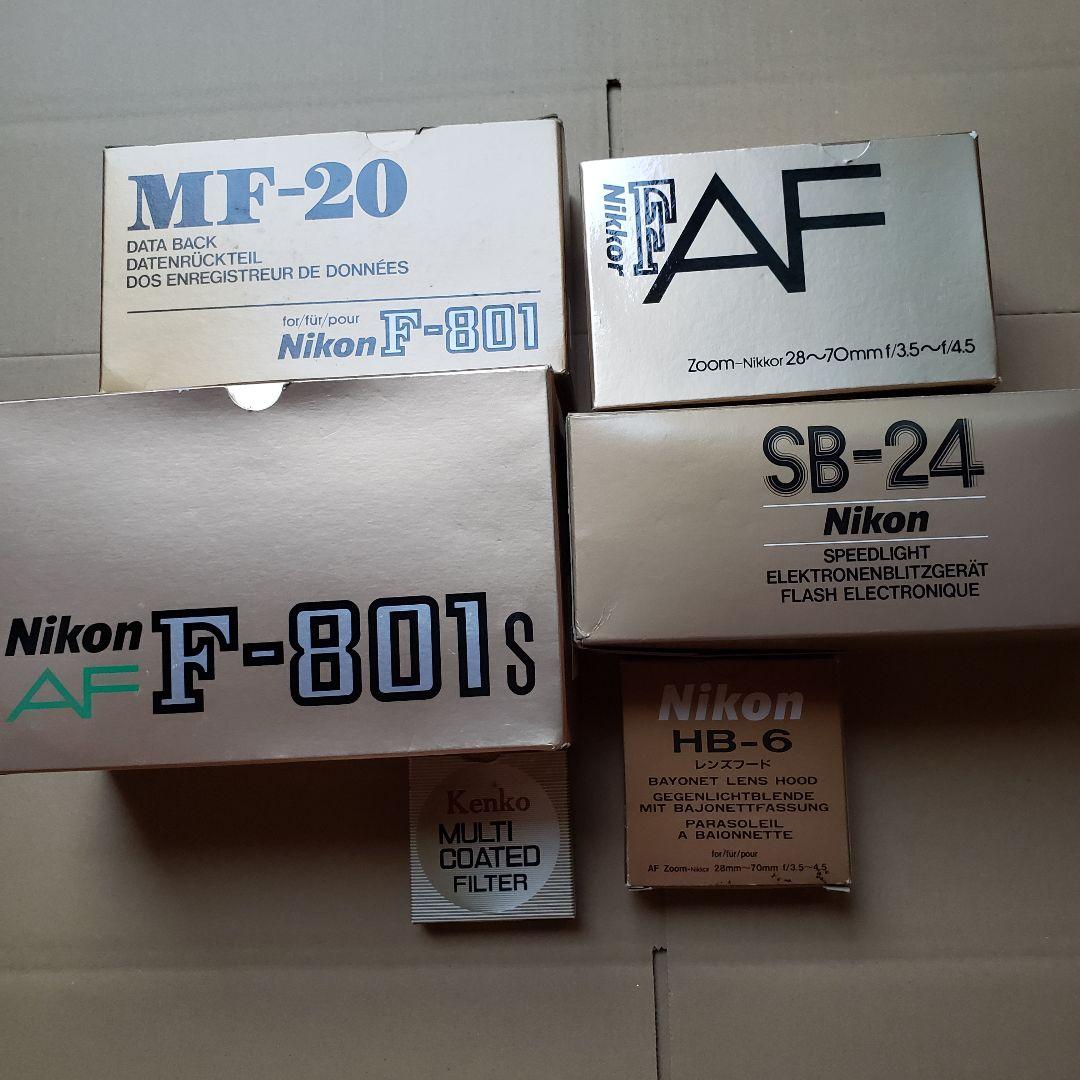 MF-20
DATA BACK
DATENRÜCKTEIL
DOS ENREGISTREUR DE DONNÉES
for/für/pour
Nikon F-801
Nikkor F AF
Zoom-Nikkor 28~70mm f/3.5~f/4.5
Nikon
AF F-801s
SB-24
Nikon
SPEEDLIGHT
ELEKTRONENBLITZGERÄT
FLASH ELECTRONIQUE
Kenko
MULTI
COATED
FILTER
Nikon
HB-6
レンズフード
BAYONET LENS HOOD
GEGENLICHTBLENDE
MIT BAJONETTFASSUNG
PARASOLEIL
A BAIONNETTE
for/für/pour
AF Zoom-Nikkor 28mm~70mm f/3.5~4.5